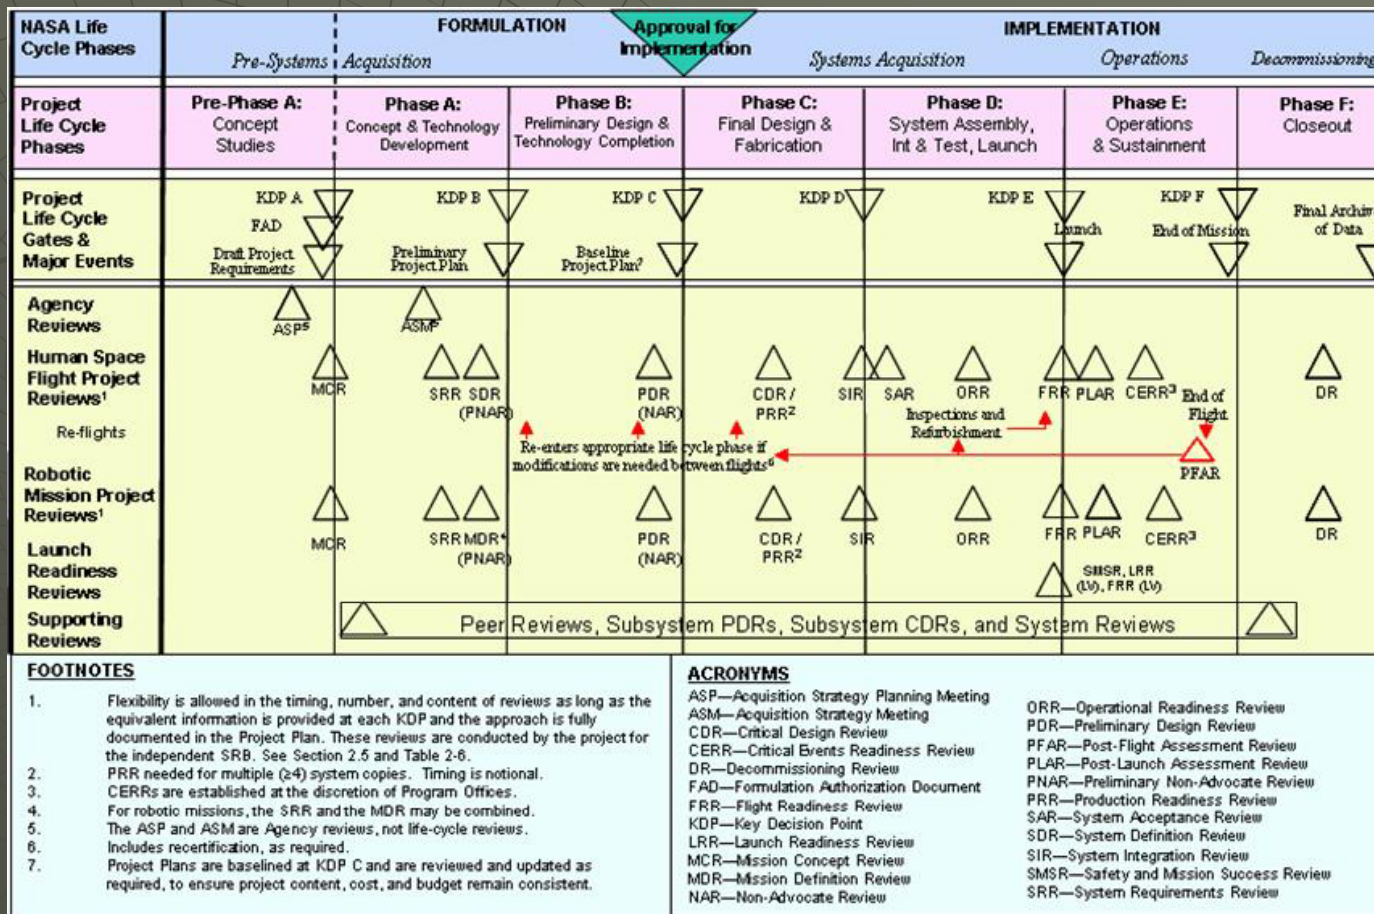 NASA Life
Cycle Phases
FORMULATION
Approval for
Implementation
IMPLEMENTATION
Pre-Systems Acquisition
Systems Acquisition
Operations
Decommissioning
Project
Life Cycle
Phases
Pre-Phase A:
Concept
Studies
Phase A:
Concept & Technology
Development
Phase B:
Preliminary Design &
Technology Completion
Phase C:
Final Design &
Fabrication
Phase D:
System Assembly,
Int & Test, Launch
Phase E:
Operations
& Sustainment
Phase F:
Closeout
Project
Life Cycle
Gates &
Major Events
KDP A
FAD
Draft Project
Requirements
KDP B
Preliminary
Project Plan
KDP C
Baseline
Project Plan⁷
KDP D
KDP E
Launch
KDP F
End of Mission
Final Archiv
of Data
Agency
Reviews
ASP⁵
ASM⁵
Human Space
Flight Project
Reviews¹
MCR
SRR
SDR
(PNAR)
PDR
(NAR)
CDR /
PRR²
SIR
SAR
ORR
FRR
PLAR
CERR³
End of
Flight
DR
Re-flights
Re-enters appropriate life cycle phase if
modifications are needed between flights⁶
Inspections and
Refurbishment
PFAR
Robotic
Mission Project
Reviews¹
MCR
SRR
MDR⁴
(PNAR)
PDR
(NAR)
CDR /
PRR²
SIR
ORR
FRR
PLAR
CERR³
DR
Launch
Readiness
Reviews
SMSR, LRR
(LV), FRR (LV)
Supporting
Reviews
Peer Reviews, Subsystem PDRs, Subsystem CDRs, and System Reviews
FOOTNOTES
1. Flexibility is allowed in the timing, number, and content of reviews as long as the
equivalent information is provided at each KDP and the approach is fully
documented in the Project Plan. These reviews are conducted by the project for
the independent SRB. See Section 2.5 and Table 2-6.
2. PRR needed for multiple (≥4) system copies. Timing is notional.
3. CERRs are established at the discretion of Program Offices.
4. For robotic missions, the SRR and the MDR may be combined.
5. The ASP and ASM are Agency reviews, not life-cycle reviews.
6. Includes recertification, as required.
7. Project Plans are baselined at KDP C and are reviewed and updated as
required, to ensure project content, cost, and budget remain consistent.
ACRONYMS
ASP—Acquisition Strategy Planning Meeting
ASM—Acquisition Strategy Meeting
CDR—Critical Design Review
CERR—Critical Events Readiness Review
DR—Decommissioning Review
FAD—Formulation Authorization Document
FRR—Flight Readiness Review
KDP—Key Decision Point
LRR—Launch Readiness Review
MCR—Mission Concept Review
MDR—Mission Definition Review
NAR—Non-Advocate Review
ORR—Operational Readiness Review
PDR—Preliminary Design Review
PFAR—Post-Flight Assessment Review
PLAR—Post-Launch Assessment Review
PNAR—Preliminary Non-Advocate Review
PRR—Production Readiness Review
SAR—System Acceptance Review
SDR—System Definition Review
SIR—System Integration Review
SMSR—Safety and Mission Success Review
SRR—System Requirements Review